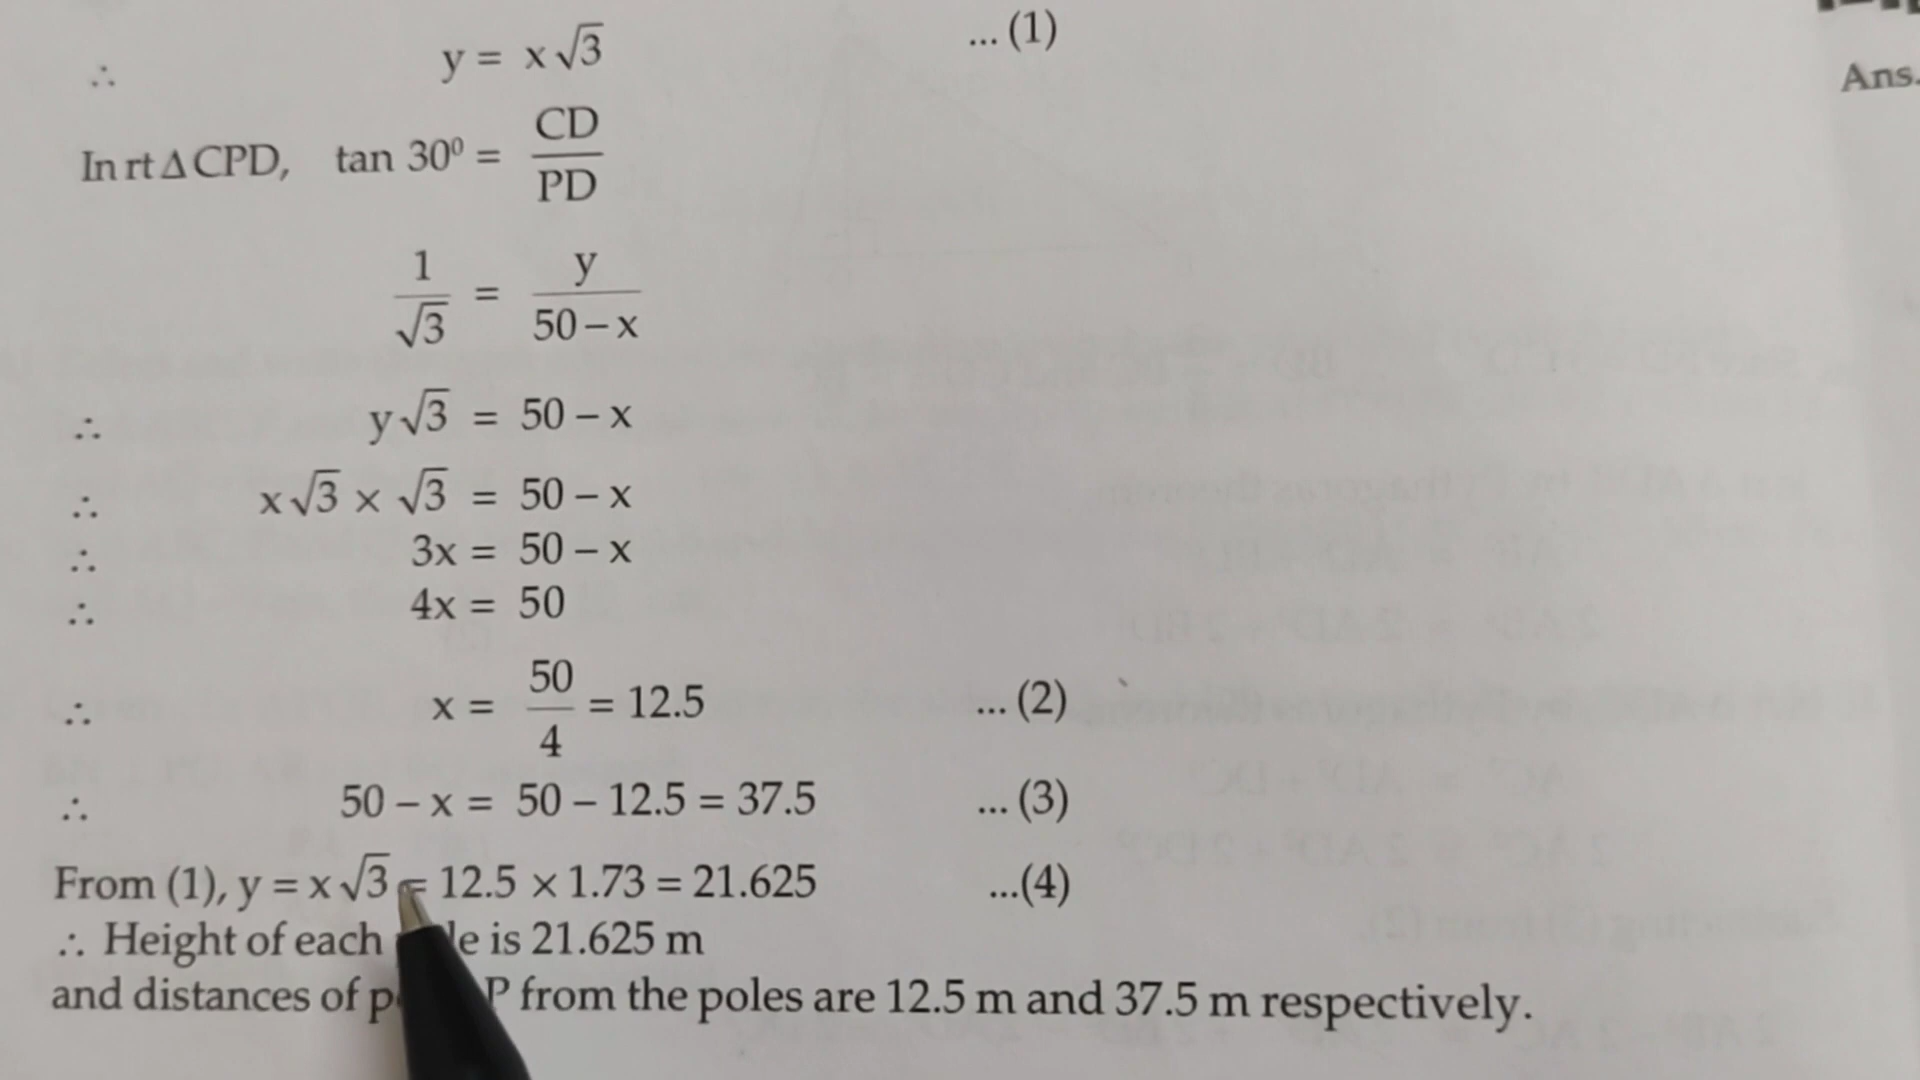 ∴ y = x√3 ... (1)
Ans.
In rt Δ CPD, tan 30⁰ = CD/PD
1/√3 = y/(50 – x)
∴ y√3 = 50 – x
∴ x√3 × √3 = 50 – x
∴ 3x = 50 – x
∴ 4x = 50
∴ x = 50/4 = 12.5 ... (2)
∴ 50 – x = 50 – 12.5 = 37.5 ... (3)
From (1), y = x√3 = 12.5 × 1.73 = 21.625 ...(4)
∴ Height of each is 21.625 m
and distances of P from the poles are 12.5 m and 37.5 m respectively.